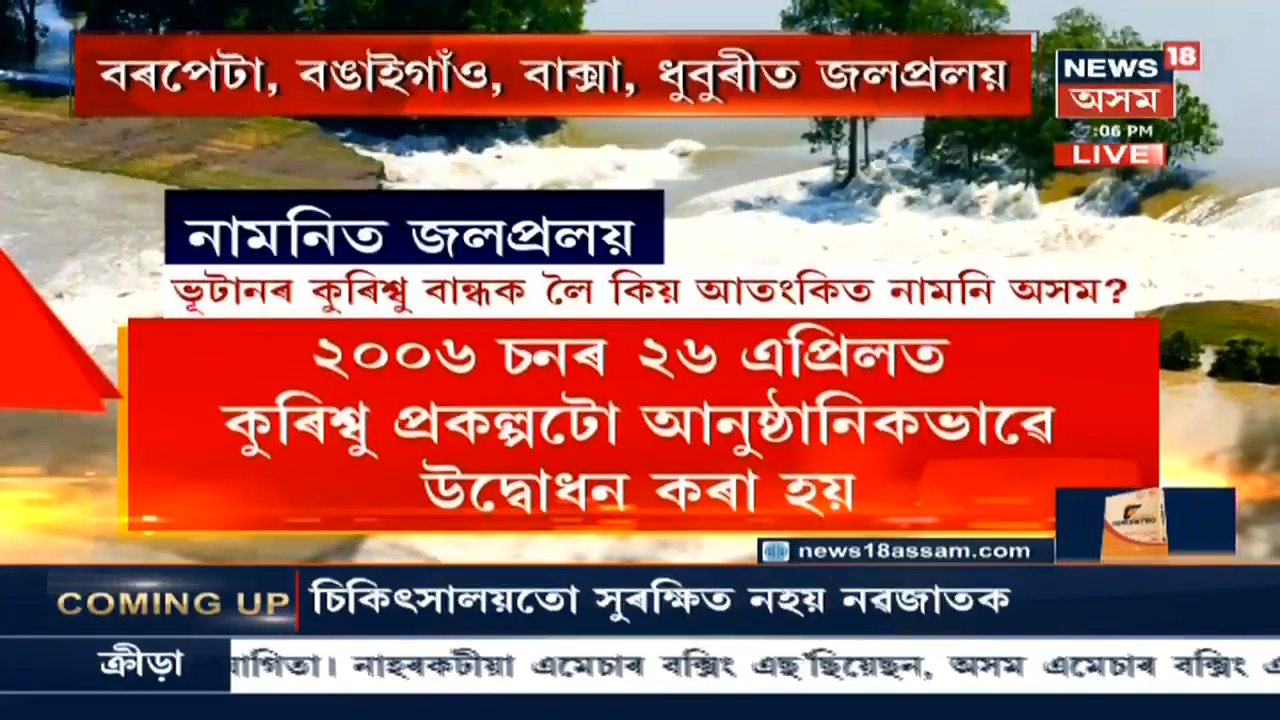 বৰপেটা, বঙাইগাঁও, বাক্সা, ধুবুৰীত জলপ্ৰলয়
NEWS 18
অসম
:06 PM
LIVE
নামনিত জলপ্ৰলয়
ভূটানৰ কুৰিশ্বু বান্ধক লৈ কিয় আতংকিত নামনি অসম?
২০০৬ চনৰ ২৬ এপ্ৰিলত
কুৰিশ্বু প্ৰকল্পটো আনুষ্ঠানিকভাৱে
উদ্বোধন কৰা হয়
news18assam.com
COMING UP চিকিৎসালয়তো সুৰক্ষিত নহয় নৱজাতক
ক্ৰীড়া যাগিতা। নাহৰকটীয়া এমেচাৰ বক্সিং এছ'ছিয়েছন, অসম এমেচাৰ বক্সিং